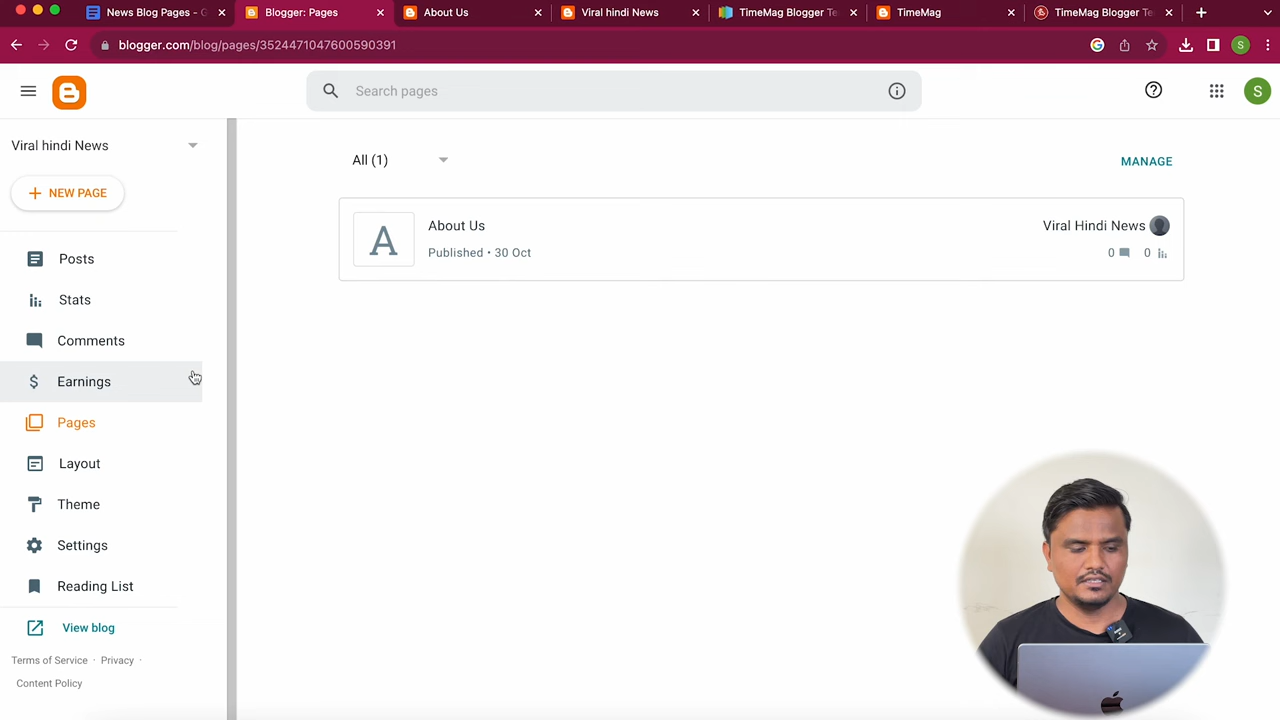 News Blog Pages - G
Blogger: Pages
About Us
Viral hindi News
TimeMag Blogger Te
TimeMag
TimeMag Blogger Te
blogger.com/blog/pages/3524471047600590391
S
Search pages
S
Viral hindi News
All (1)
MANAGE
NEW PAGE
A
About Us
Viral Hindi News
Published • 30 Oct
0
0
Posts
Stats
Comments
Earnings
Pages
Layout
Theme
Settings
Reading List
View blog
Terms of Service · Privacy ·
Content Policy